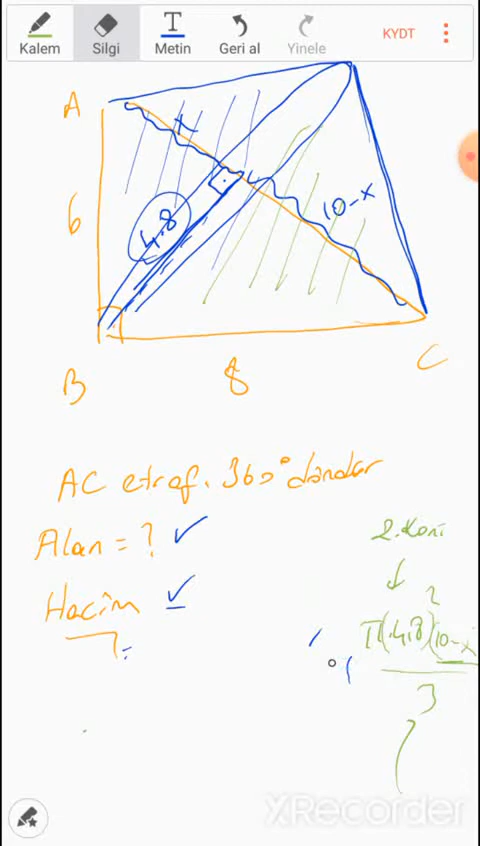 Kalem
Silgi
T
Metin
Geri al
Yinele
KYDT
A
x
6
4.8
10-x
B
8
C
AC etraf. 360° döndür
Alan = ? ✓
2. Koni
Hacim ✓
2
π(4.8)(10-x
3
XRecorder